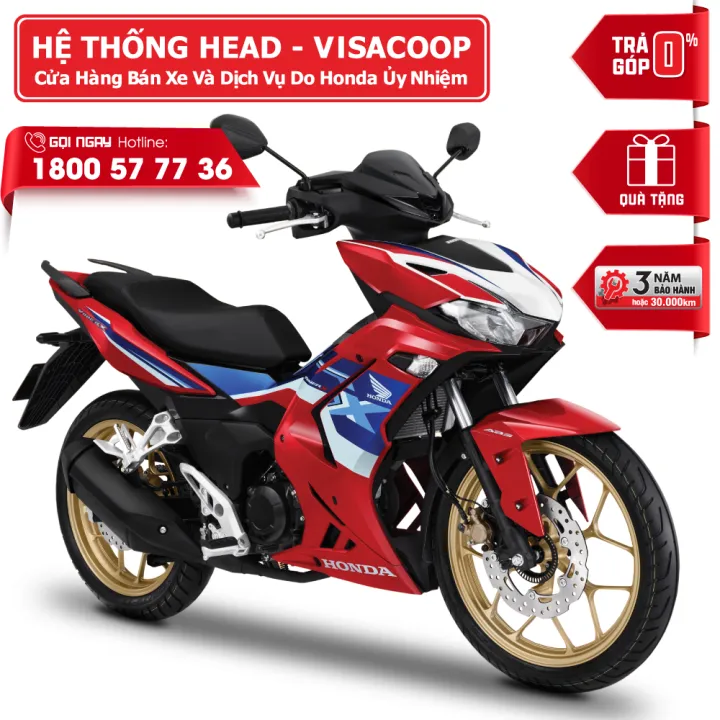 HỆ THỐNG HEAD - VISACOOP
Cửa Hàng Bán Xe Và Dịch Vụ Do Honda Ủy Nhiệm
GỌI NGAY Hotline:
1800 57 77 36
TRẢ
GÓP 0%
QUÀ TẶNG
3 NĂM
BẢO HÀNH
hoặc 30.000km
HONDA
ABS
HONDA